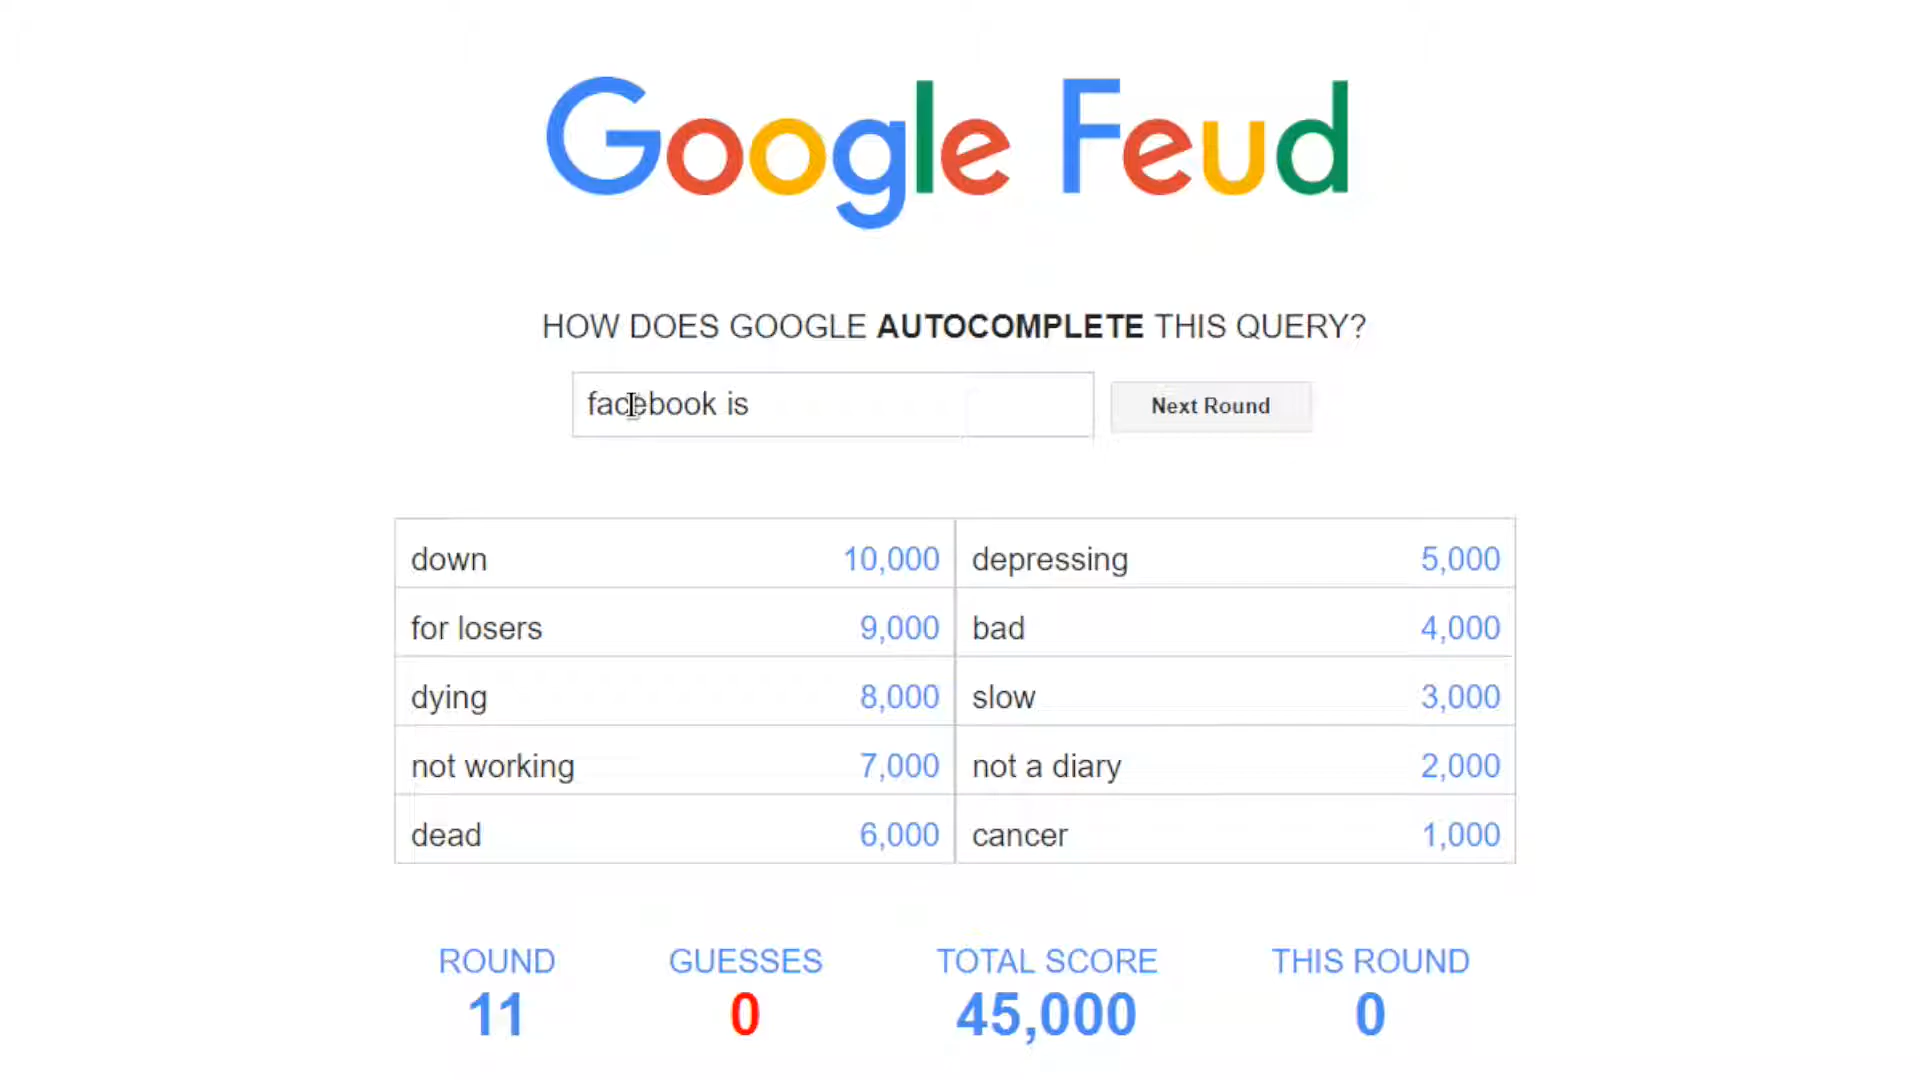 Google Feud
HOW DOES GOOGLE AUTOCOMPLETE THIS QUERY?
facebook is
Next Round
down 10,000 depressing 5,000
for losers 9,000 bad 4,000
dying 8,000 slow 3,000
not working 7,000 not a diary 2,000
dead 6,000 cancer 1,000
ROUND GUESSES TOTAL SCORE THIS ROUND
11 0 45,000 0